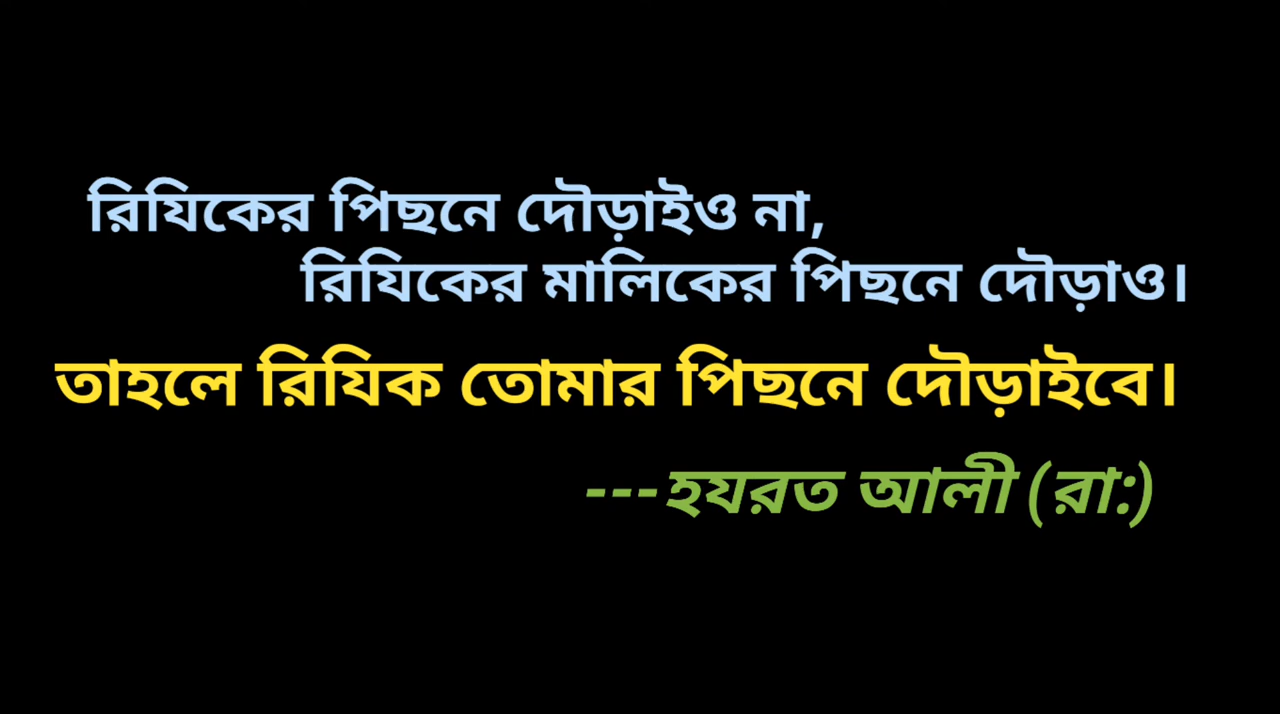 রিযিকের পিছনে দৌড়াইও না,
রিযিকের মালিকের পিছনে দৌড়াও।
তাহলে রিযিক তোমার পিছনে দৌড়াইবে।
---হযরত আলী (রা:)